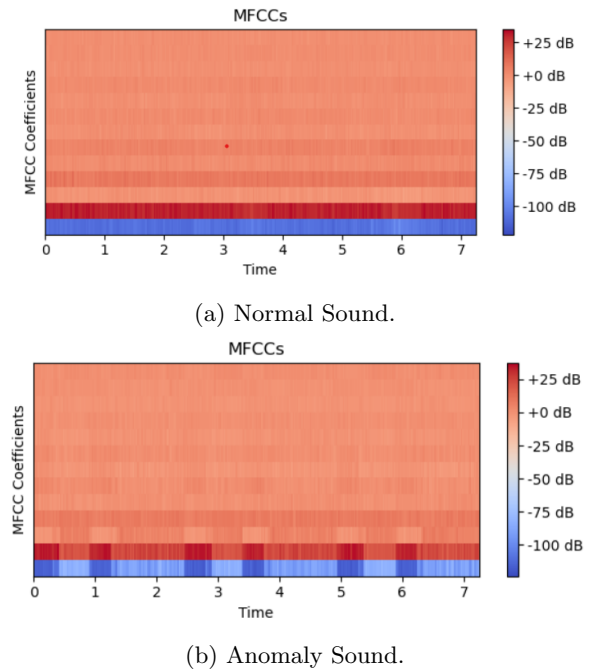 MFCCs
MFCC Coefficients
+25 dB
+0 dB
-25 dB
-50 dB
-75 dB
-100 dB
0 1 2 3 4 5 6 7
Time
(a) Normal Sound.
MFCCs
MFCC Coefficients
+25 dB
+0 dB
-25 dB
-50 dB
-75 dB
-100 dB
0 1 2 3 4 5 6 7
Time
(b) Anomaly Sound.